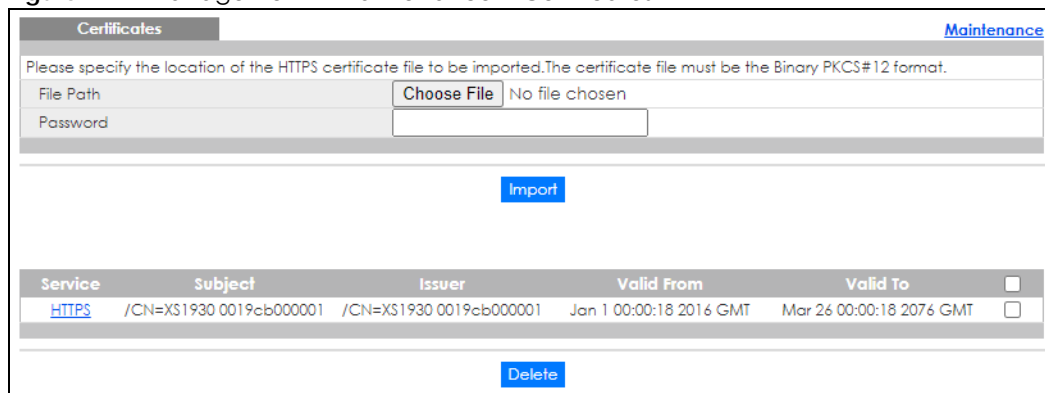 Certificates
Maintenance
Please specify the location of the HTTPS certificate file to be imported.The certificate file must be the Binary PKCS#12 format.
File Path Choose File No file chosen
Password
Import
Service Subject Issuer Valid From Valid To
HTTPS /CN=XS1930 0019cb000001 /CN=XS1930 0019cb000001 Jan 1 00:00:18 2016 GMT Mar 26 00:00:18 2076 GMT
Delete